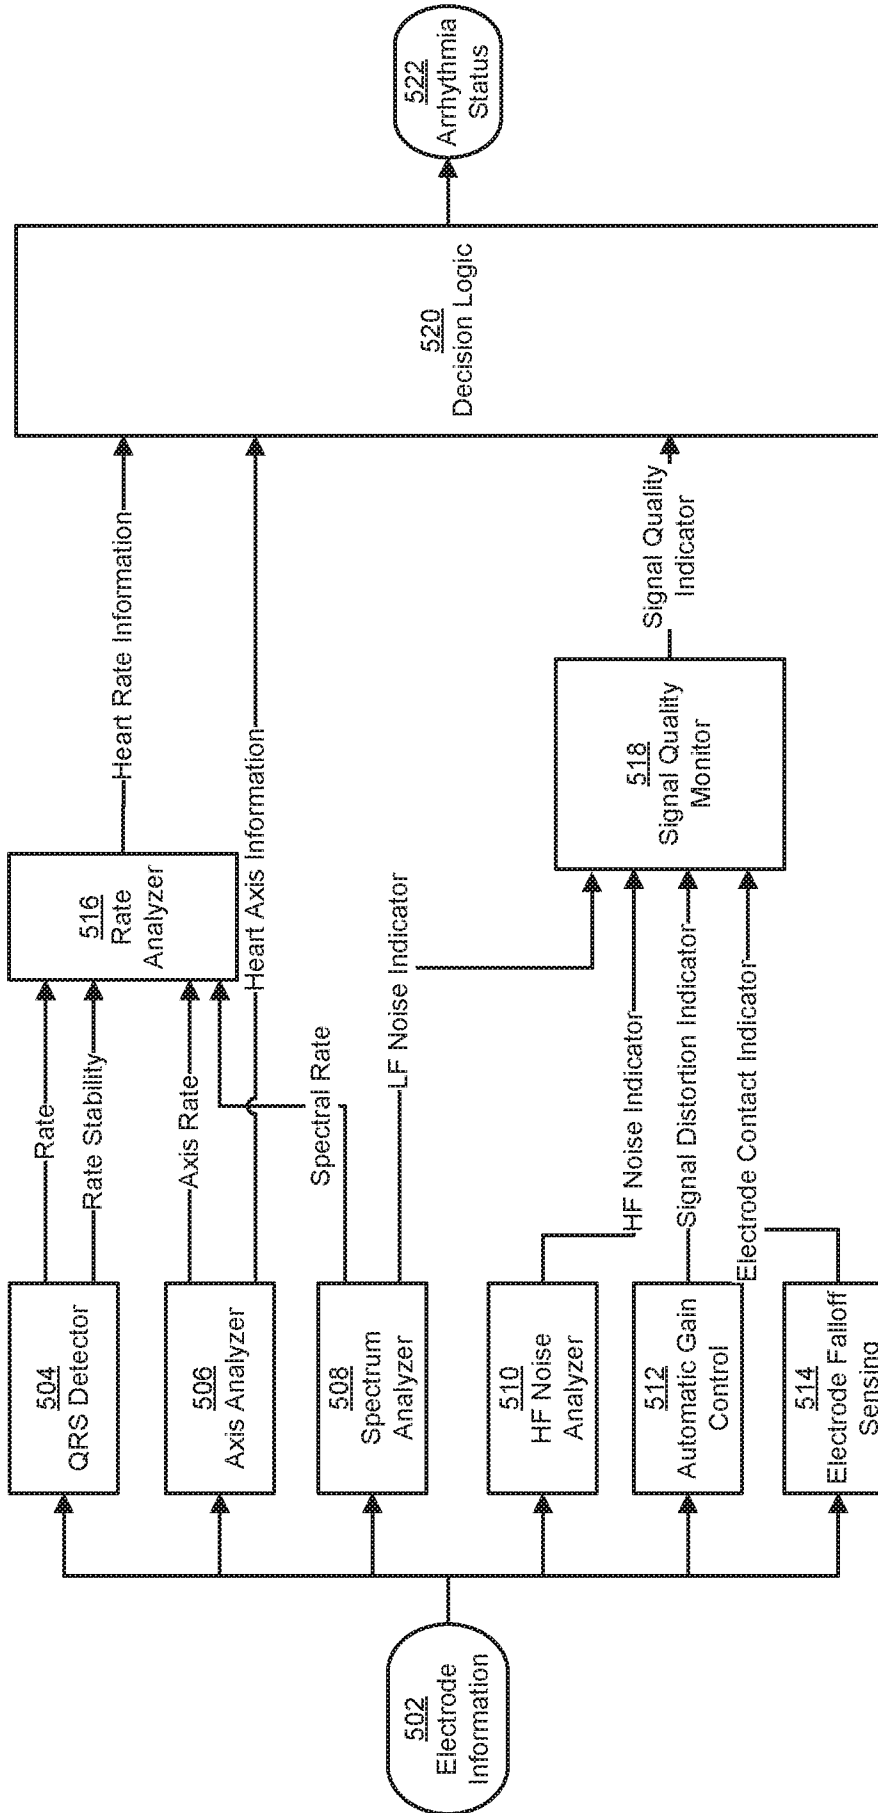 502
Electrode
Information
504
QRS Detector
506
Axis Analyzer
508
Spectrum
Analyzer
510
HF Noise
Analyzer
512
Automatic Gain
Control
514
Electrode Falloff
Sensing
Rate
Rate Stability
Axis Rate
Spectral Rate
LF Noise Indicator
HF Noise Indicator
Signal Distortion Indicator
Electrode Contact Indicator
516
Rate
Analyzer
Heart Rate Information
Heart Axis Information
518
Signal Quality
Monitor
Signal Quality
Indicator
520
Decision Logic
522
Arrhythmia
Status